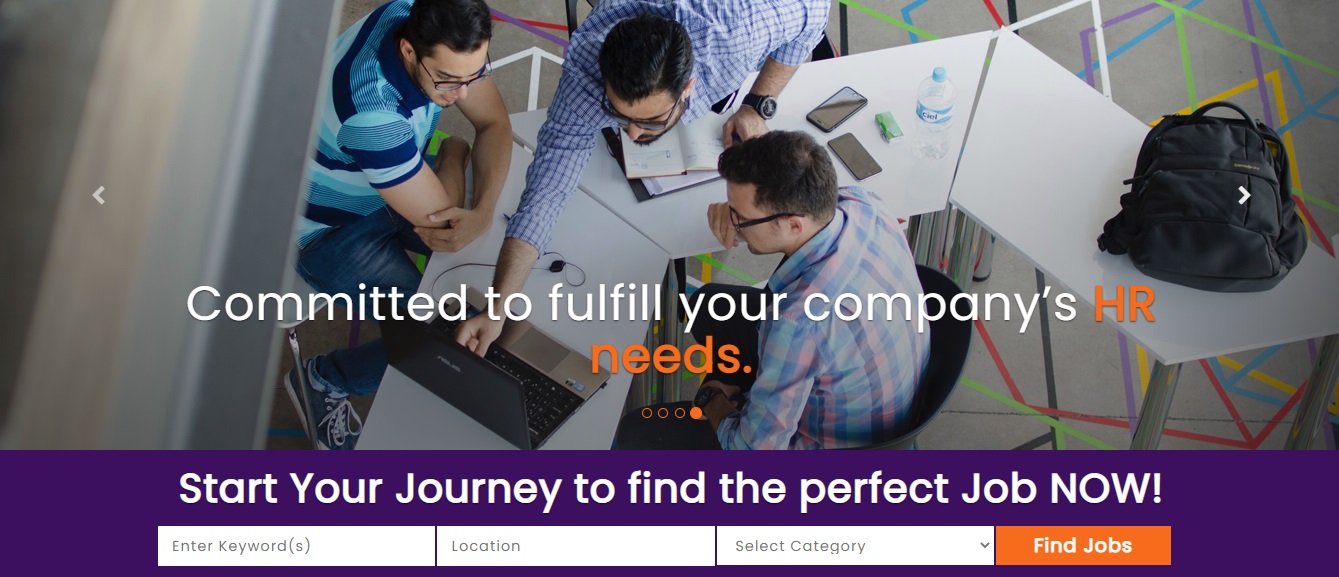 ciel
Committed to fulfill your company’s HR
needs.
Start Your Journey to find the perfect Job NOW!
Enter Keyword(s)
Location
Select Category
Find Jobs